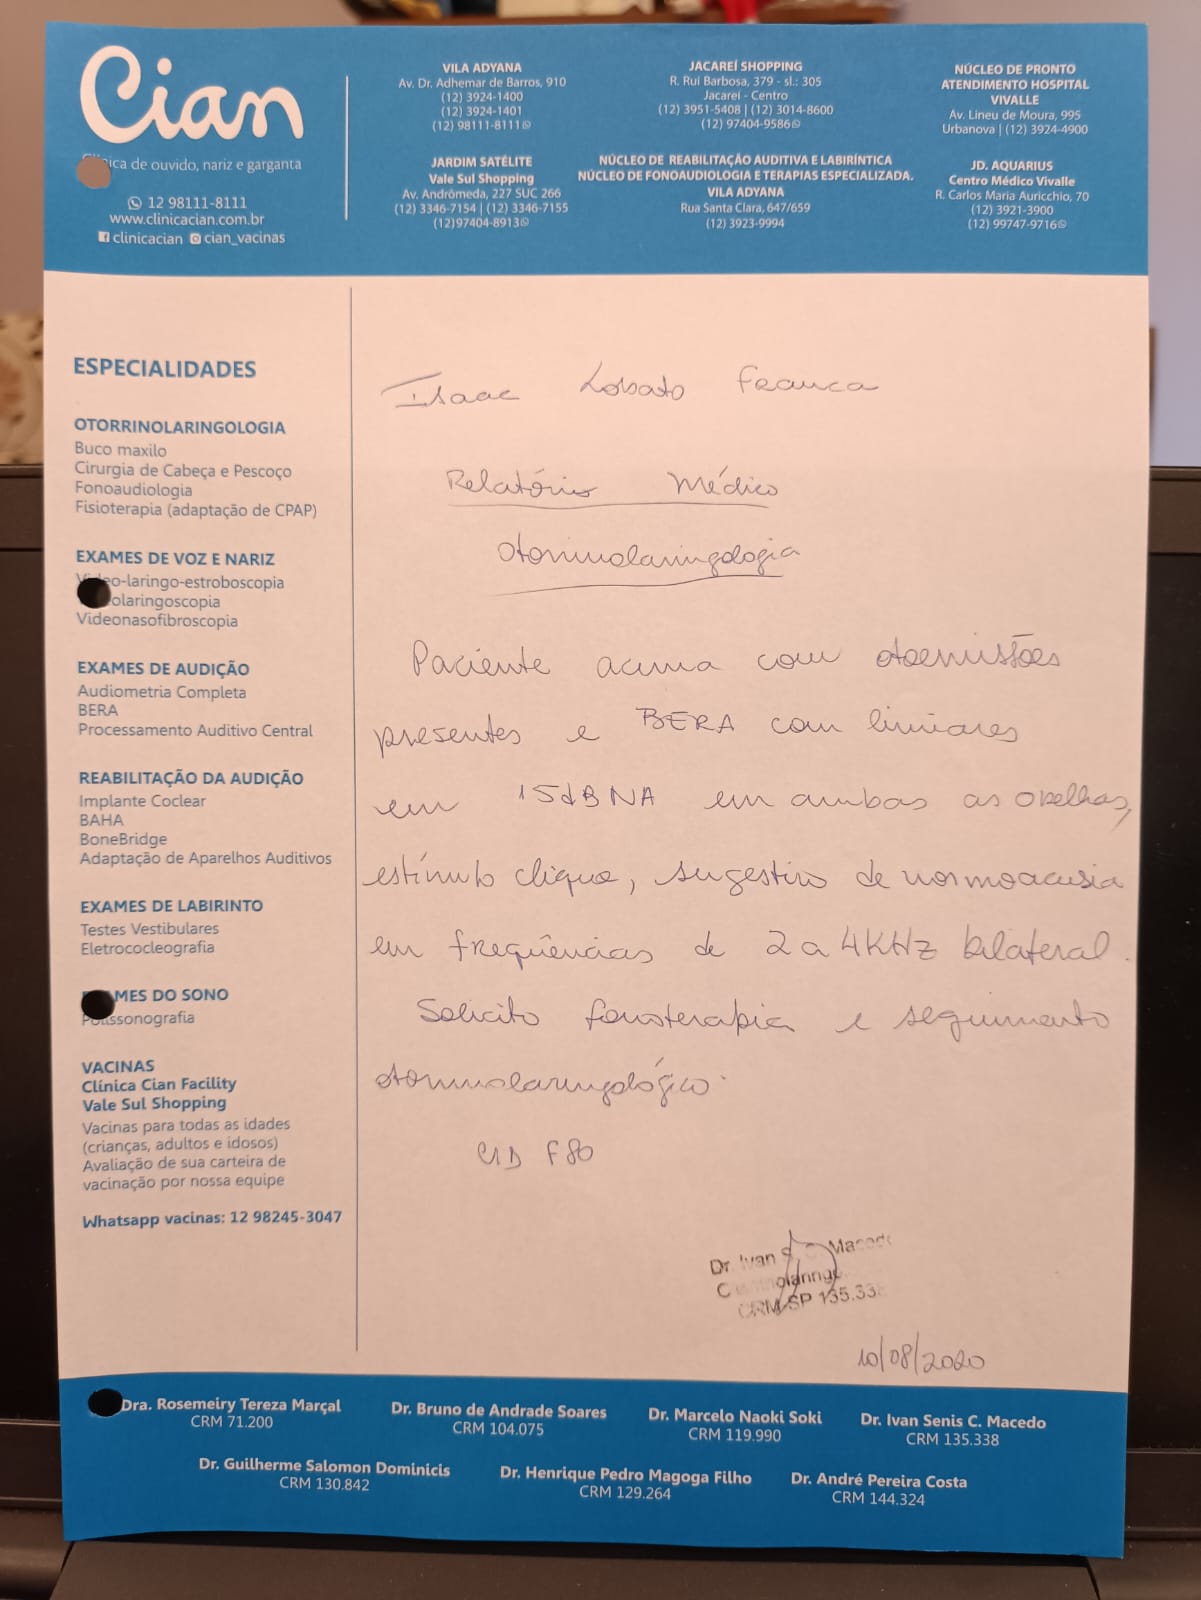 Cian
Clínica de ouvido, nariz e garganta
12 98111-8111
www.clinicacian.com.br
clinicacian cian_vacinas
VILA ADYANA
Av. Dr. Adhemar de Barros, 910
(12) 3924-1400
(12) 3924-1401
(12) 98111-8111
JARDIM SATÉLITE
Vale Sul Shopping
Av. Andrômeda, 227 SUC 266
(12) 3346-7154 | (12) 3346-7155
(12)97404-8913
JACAREÍ SHOPPING
R. Rui Barbosa, 379 - sl.: 305
Jacareí - Centro
(12) 3951-5408 | (12) 3014-8600
(12) 97404-9586
NÚCLEO DE REABILITAÇÃO AUDITIVA E LABIRÍNTICA
NÚCLEO DE FONOAUDIOLOGIA E TERAPIAS ESPECIALIZADA.
VILA ADYANA
Rua Santa Clara, 647/659
(12) 3923-9994
NÚCLEO DE PRONTO
ATENDIMENTO HOSPITAL
VIVALLE
Av. Lineu de Moura, 995
Urbanova | (12) 3924-4900
JD. AQUARIUS
Centro Médico Vivalle
R. Carlos Maria Auricchio, 70
(12) 3921-3900
(12) 99747-9716
ESPECIALIDADES
OTORRINOLARINGOLOGIA
Buco maxilo
Cirurgia de Cabeça e Pescoço
Fonoaudiologia
Fisioterapia (adaptação de CPAP)
EXAMES DE VOZ E NARIZ
Video-laringo-estroboscopia
olaringoscopia
Videonasofibroscopia
EXAMES DE AUDIÇÃO
Audiometria Completa
BERA
Processamento Auditivo Central
REABILITAÇÃO DA AUDIÇÃO
Implante Coclear
BAHA
BoneBridge
Adaptação de Aparelhos Auditivos
EXAMES DE LABIRINTO
Testes Vestibulares
Eletrococleografia
EXAMES DO SONO
Polissonografia
VACINAS
Clínica Cian Facility
Vale Sul Shopping
Vacinas para todas as idades
(crianças, adultos e idosos)
Avaliação de sua carteira de
vacinação por nossa equipe
Whatsapp vacinas: 12 98245-3047
Isaac Lobato Franca
Relatório Médico
Otorrinolaringologia
Paciente acima com otoemissões
presentes e BERA com limiares
em 15dBNA em ambas as orelhas,
estímulo clique, sugestivo de normoacusia
em freqüências de 2 a 4KHz bilateral.
Solicito fonoterapia e seguimento
otorrinolaringológico.
CID F80
Dr. Ivan S. C. Macedo
CRM SP 135.338
10/08/2020
Dra. Rosemeiry Tereza Marçal
CRM 71.200
Dr. Bruno de Andrade Soares
CRM 104.075
Dr. Marcelo Naoki Soki
CRM 119.990
Dr. Ivan Senis C. Macedo
CRM 135.338
Dr. Guilherme Salomon Dominicis
CRM 130.842
Dr. Henrique Pedro Magoga Filho
CRM 129.264
Dr. André Pereira Costa
CRM 144.324